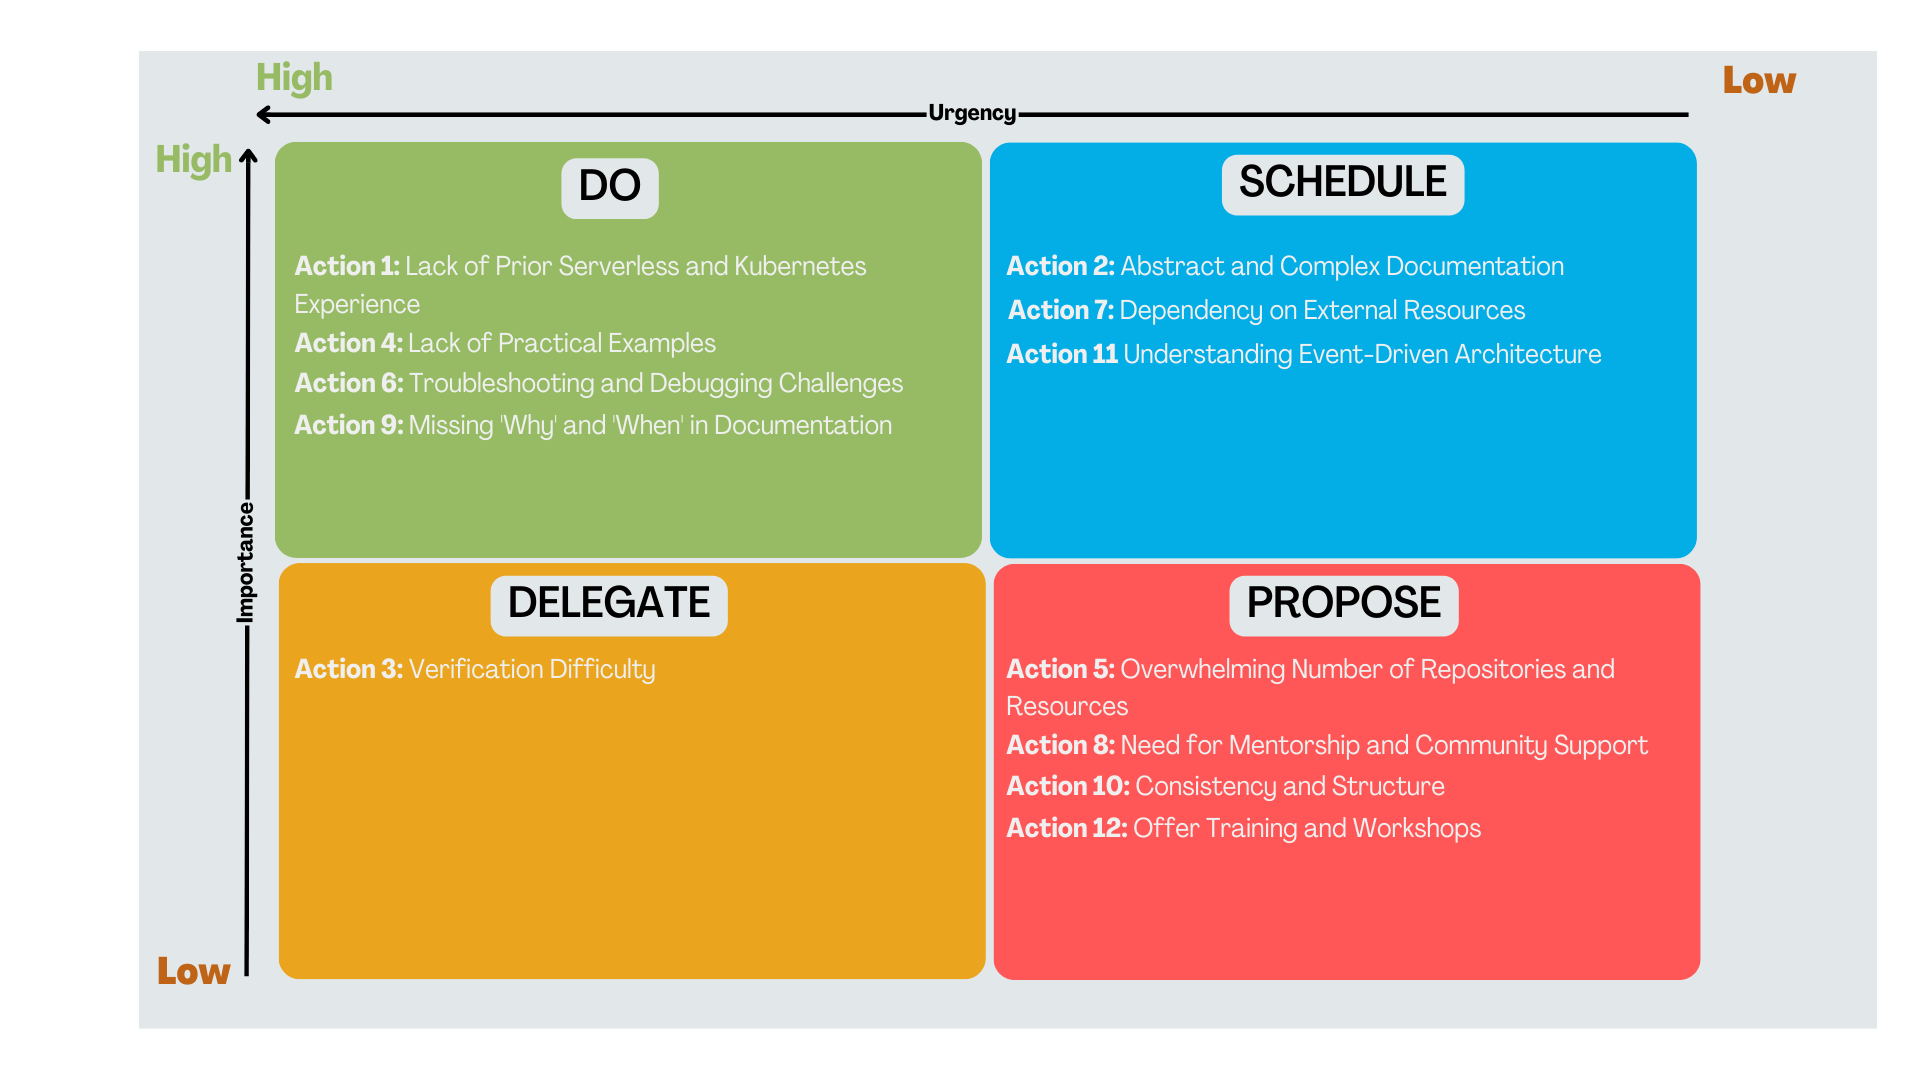 High
Low
Urgency
High
DO
Action 1: Lack of Prior Serverless and Kubernetes
Experience
Action 4: Lack of Practical Examples
Action 6: Troubleshooting and Debugging Challenges
Action 9: Missing 'Why' and 'When' in Documentation
SCHEDULE
Action 2: Abstract and Complex Documentation
Action 7: Dependency on External Resources
Action 11 Understanding Event-Driven Architecture
Importance
DELEGATE
Action 3: Verification Difficulty
PROPOSE
Action 5: Overwhelming Number of Repositories and
Resources
Action 8: Need for Mentorship and Community Support
Action 10: Consistency and Structure
Action 12: Offer Training and Workshops
Low